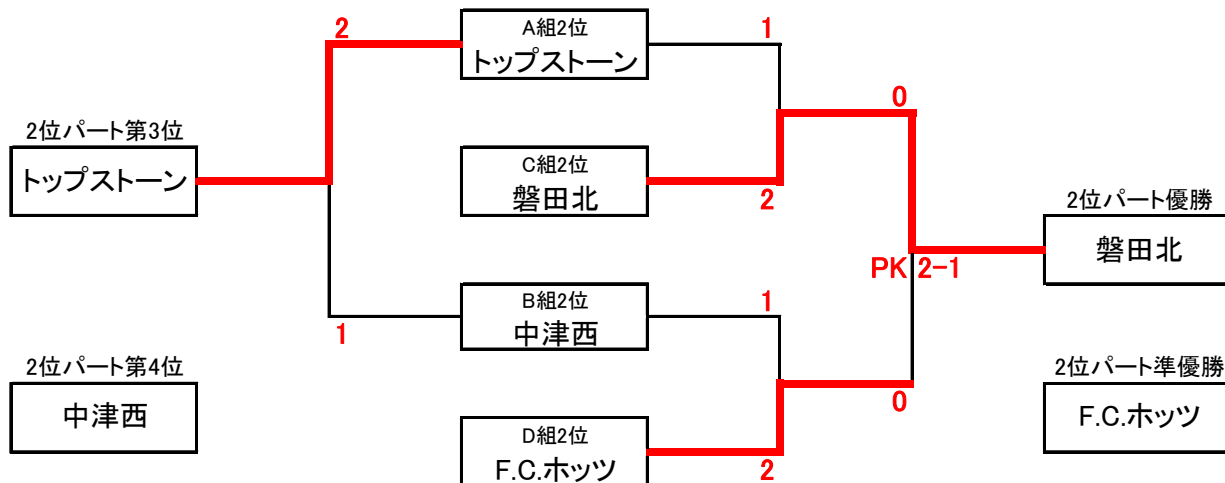 2
A組2位
トップストーン
1
0
2位パート第3位
トップストーン
C組2位
磐田北
2
2位パート優勝
磐田北
PK 2-1
B組2位
中津西
1
1
2位パート第4位
中津西
0
2位パート準優勝
F.C.ホッツ
D組2位
F.C.ホッツ
2